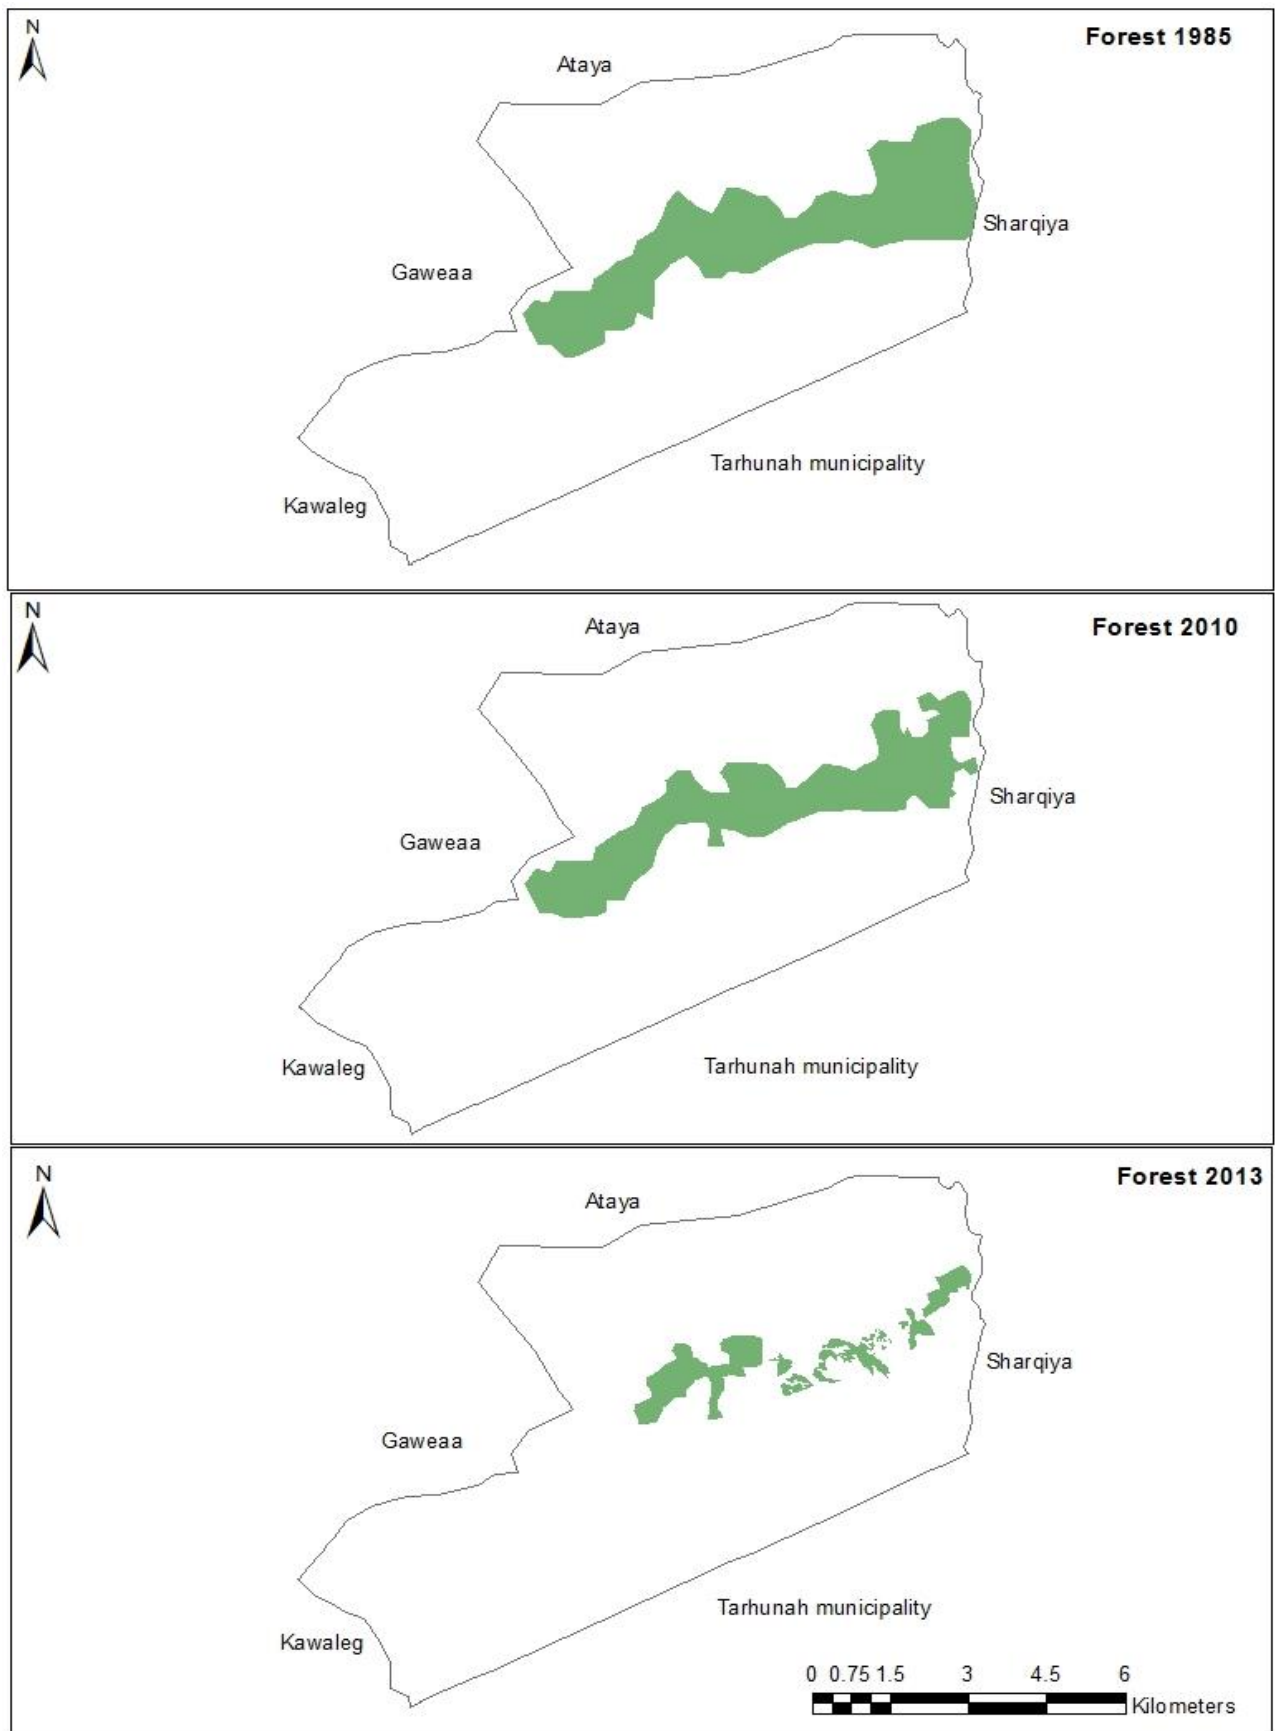 N
Forest 1985
Ataya
Sharqiya
Gaweaa
Tarhunah municipality
Kawaleg
N
Forest 2010
Ataya
Sharqiya
Gaweaa
Tarhunah municipality
Kawaleg
N
Forest 2013
Ataya
Sharqiya
Gaweaa
Tarhunah municipality
Kawaleg
0 0.75 1.5 3 4.5 6
Kilometers